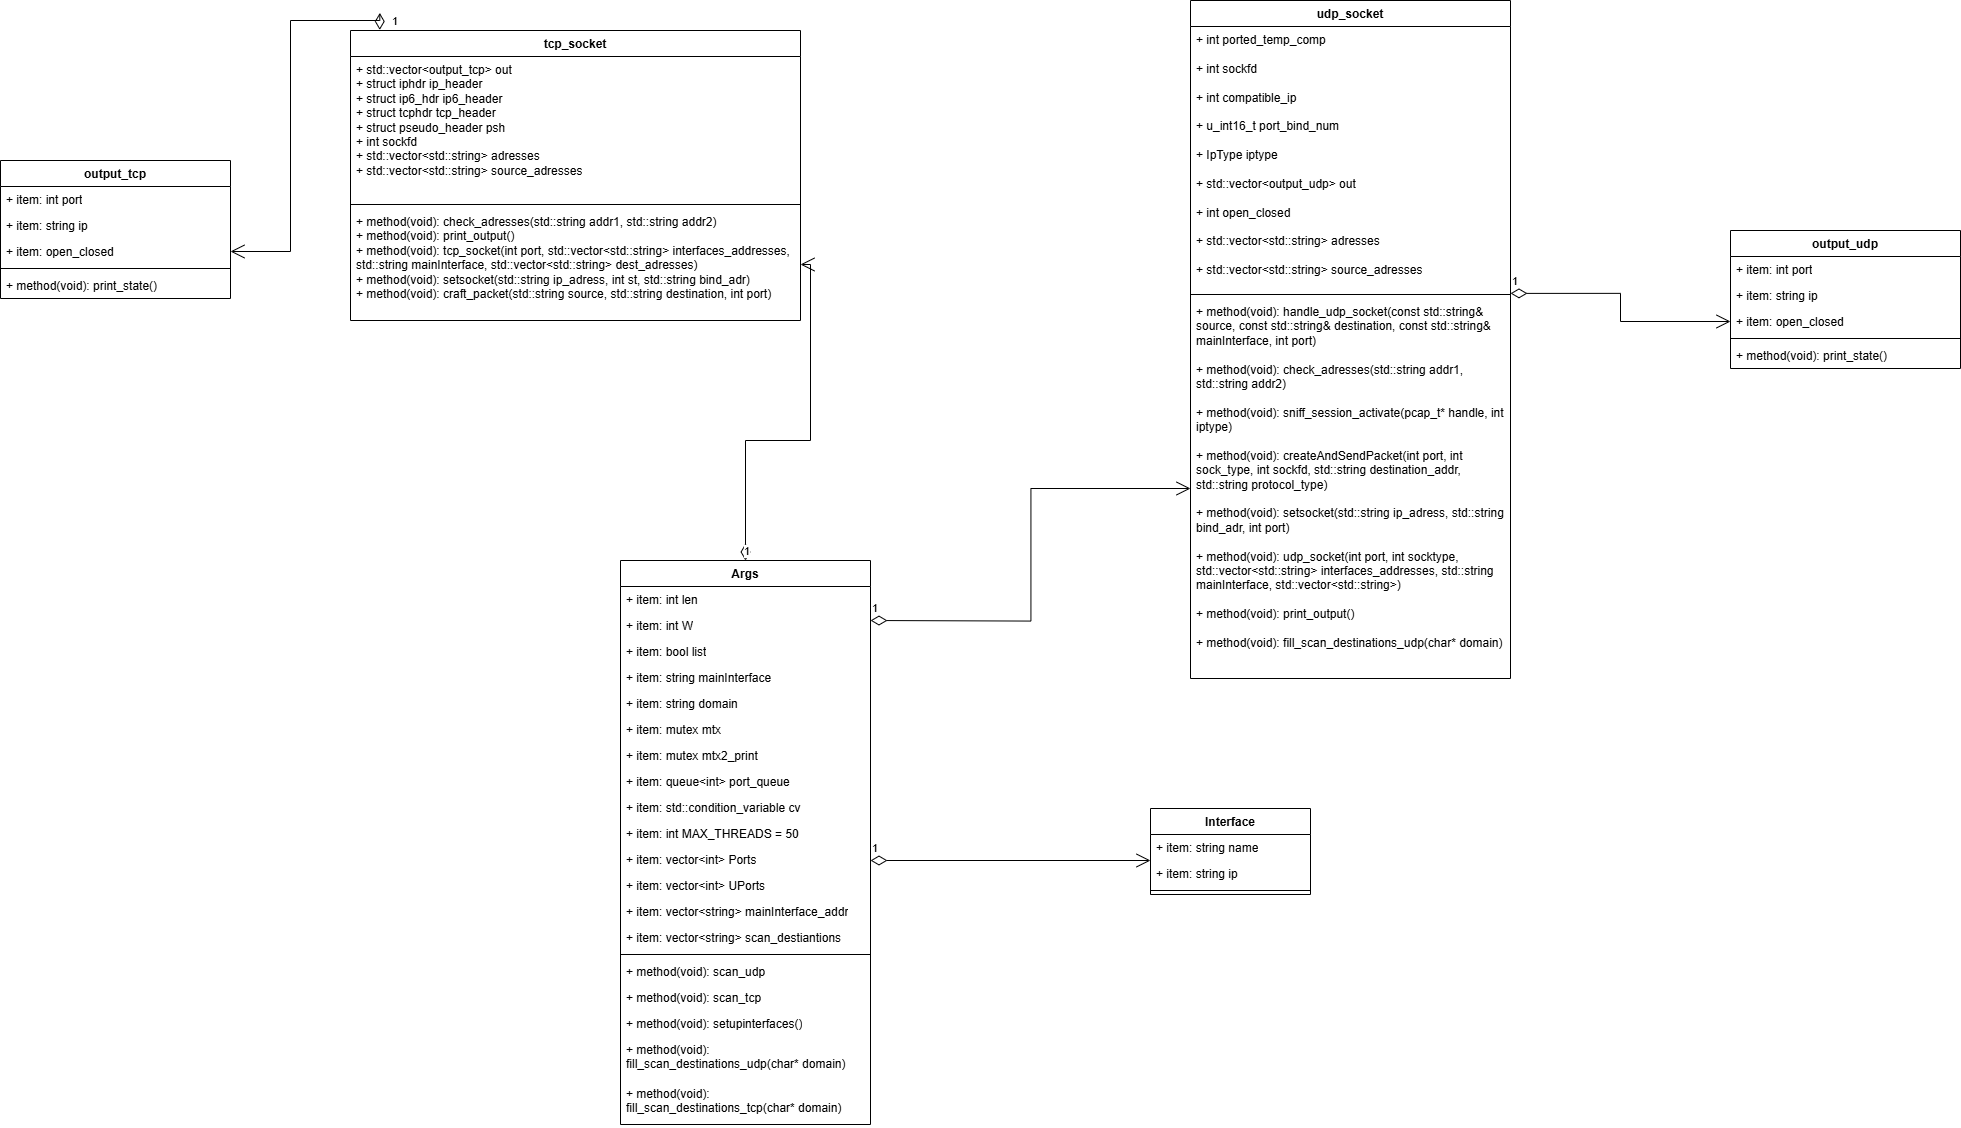 1
tcp_socket
+ std::vector<output_tcp> out
+ struct iphdr ip_header
+ struct ip6_hdr ip6_header
+ struct tcphdr tcp_header
+ struct pseudo_header psh
+ int sockfd
+ std::vector<std::string> adresses
+ std::vector<std::string> source_adresses
+ method(void): check_adresses(std::string addr1, std::string addr2)
+ method(void): print_output()
+ method(void): tcp_socket(int port, std::vector<std::string> interfaces_addresses,
std::string mainInterface, std::vector<std::string> dest_adresses)
+ method(void): setsocket(std::string ip_adress, int st, std::string bind_adr)
+ method(void): craft_packet(std::string source, std::string destination, int port)
output_tcp
+ item: int port
+ item: string ip
+ item: open_closed
+ method(void): print_state()
udp_socket
+ int ported_temp_comp
+ int sockfd
+ int compatible_ip
+ u_int16_t port_bind_num
+ IpType iptype
+ std::vector<output_udp> out
+ int open_closed
+ std::vector<std::string> adresses
+ std::vector<std::string> source_adresses
+ method(void): handle_udp_socket(const std::string&
source, const std::string& destination, const std::string&
mainInterface, int port)
+ method(void): check_adresses(std::string addr1,
std::string addr2)
+ method(void): sniff_session_activate(pcap_t* handle, int
iptype)
+ method(void): createAndSendPacket(int port, int
sock_type, int sockfd, std::string destination_addr,
std::string protocol_type)
+ method(void): setsocket(std::string ip_adress, std::string
bind_adr, int port)
+ method(void): udp_socket(int port, int socktype,
std::vector<std::string> interfaces_addresses, std::string
mainInterface, std::vector<std::string>)
+ method(void): print_output()
+ method(void): fill_scan_destinations_udp(char* domain)
1
output_udp
+ item: int port
+ item: string ip
+ item: open_closed
+ method(void): print_state()
1
Args
+ item: int len
+ item: int W
+ item: bool list
+ item: string mainInterface
+ item: string domain
+ item: mutex mtx
+ item: mutex mtx2_print
+ item: queue<int> port_queue
+ item: std::condition_variable cv
+ item: int MAX_THREADS = 50
+ item: vector<int> Ports
+ item: vector<int> UPorts
+ item: vector<string> mainInterface_addr
+ item: vector<string> scan_destiantions
+ method(void): scan_udp
+ method(void): scan_tcp
+ method(void): setupinterfaces()
+ method(void):
fill_scan_destinations_udp(char* domain)
+ method(void):
fill_scan_destinations_tcp(char* domain)
1
1
Interface
+ item: string name
+ item: string ip